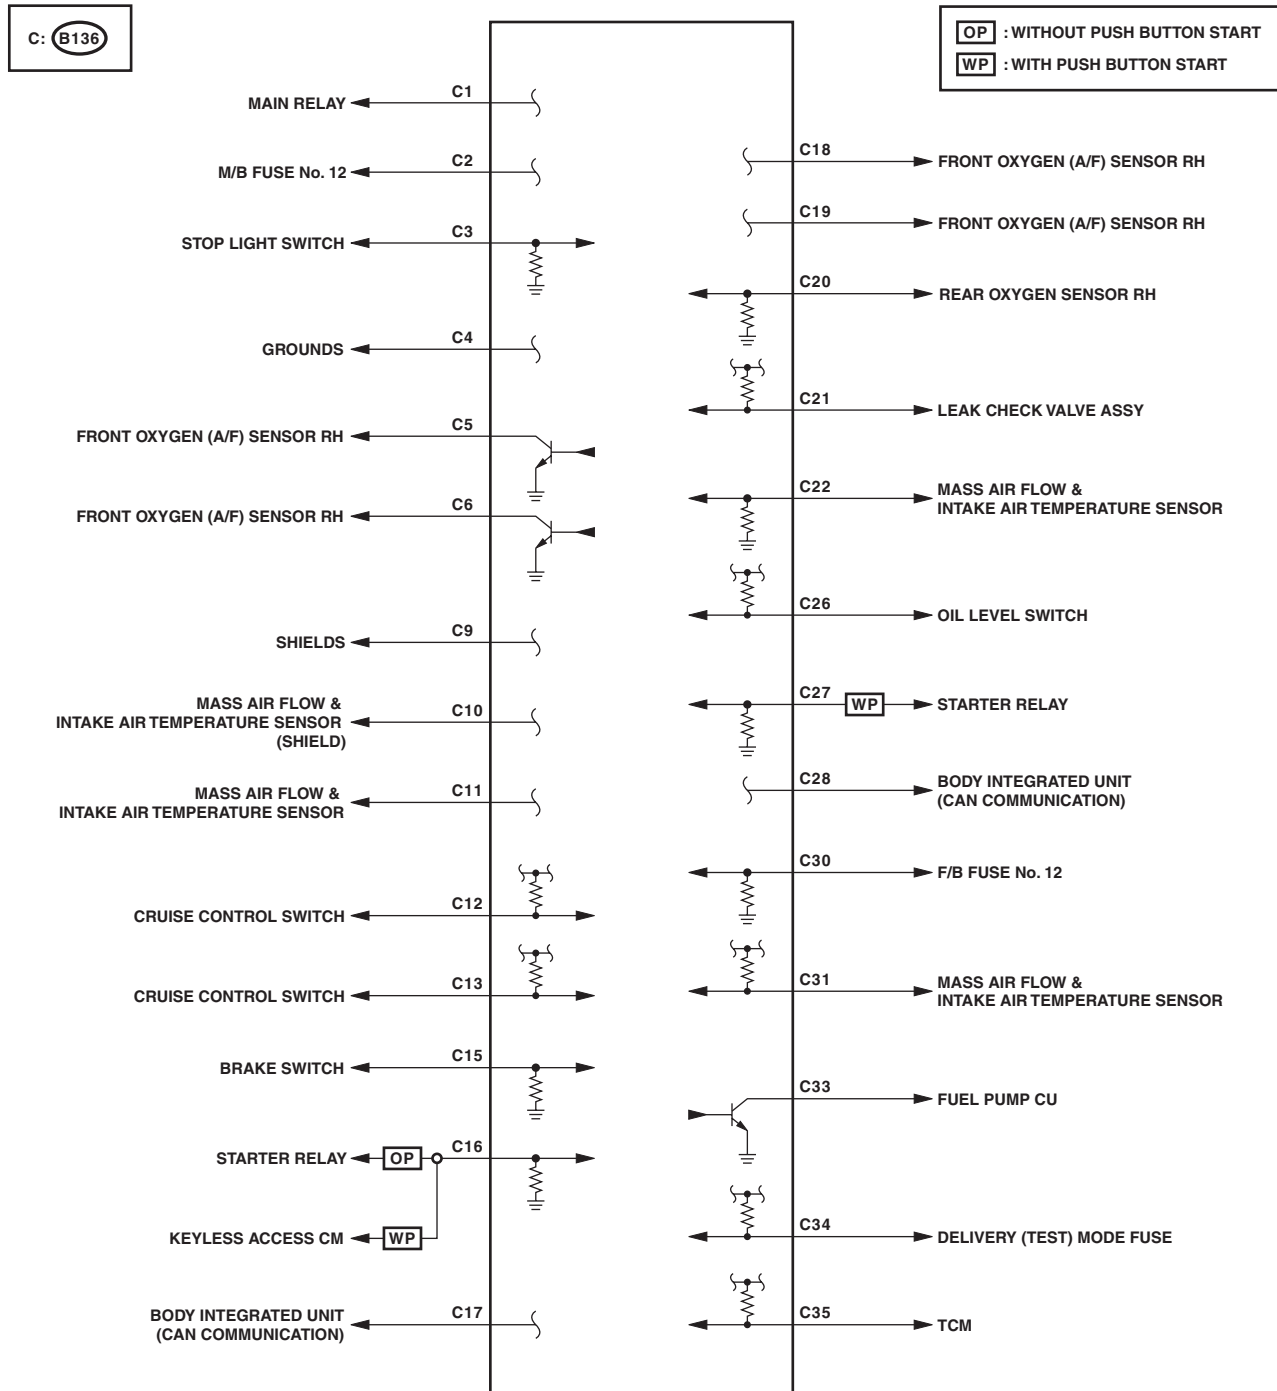 C: B136
OP : WITHOUT PUSH BUTTON START
WP : WITH PUSH BUTTON START
MAIN RELAY C1
M/B FUSE No. 12 C2
STOP LIGHT SWITCH C3
GROUNDS C4
FRONT OXYGEN (A/F) SENSOR RH C5
FRONT OXYGEN (A/F) SENSOR RH C6
SHIELDS C9
MASS AIR FLOW &
INTAKE AIR TEMPERATURE SENSOR C10
(SHIELD)
MASS AIR FLOW & C11
INTAKE AIR TEMPERATURE SENSOR
CRUISE CONTROL SWITCH C12
CRUISE CONTROL SWITCH C13
BRAKE SWITCH C15
STARTER RELAY OP C16
KEYLESS ACCESS CM WP
BODY INTEGRATED UNIT C17
(CAN COMMUNICATION)
C18 FRONT OXYGEN (A/F) SENSOR RH
C19 FRONT OXYGEN (A/F) SENSOR RH
C20 REAR OXYGEN SENSOR RH
C21 LEAK CHECK VALVE ASSY
C22 MASS AIR FLOW &
INTAKE AIR TEMPERATURE SENSOR
C26 OIL LEVEL SWITCH
C27 WP STARTER RELAY
C28 BODY INTEGRATED UNIT
(CAN COMMUNICATION)
C30 F/B FUSE No. 12
C31 MASS AIR FLOW &
INTAKE AIR TEMPERATURE SENSOR
C33 FUEL PUMP CU
C34 DELIVERY (TEST) MODE FUSE
C35 TCM